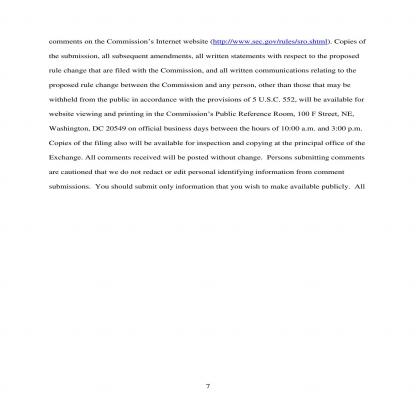 comments on the Commission's Internet website (http://www.sec.gov/rules/sro.shtml). Copies of
the submission, all subsequent amendments, all written statements with respect to the proposed
rule change that are filed with the Commission, and all written communications relating to the
proposed rule change between the Commission and any person, other than those that may be
withheld from the public in accordance with the provisions of 5 U.S.C. 552, will be available for
website viewing and printing in the Commission's Public Reference Room, 100 F Street, NE,
Washington, DC 20549 on official business days between the hours of 10:00 a.m. and 3:00 p.m.
Copies of the filing also will be available for inspection and copying at the principal office of the
Exchange. All comments received will be posted without change.  Persons submitting comments
are cautioned that we do not redact or edit personal identifying information from comment
submissions.  You should submit only information that you wish to make available publicly.  All
7